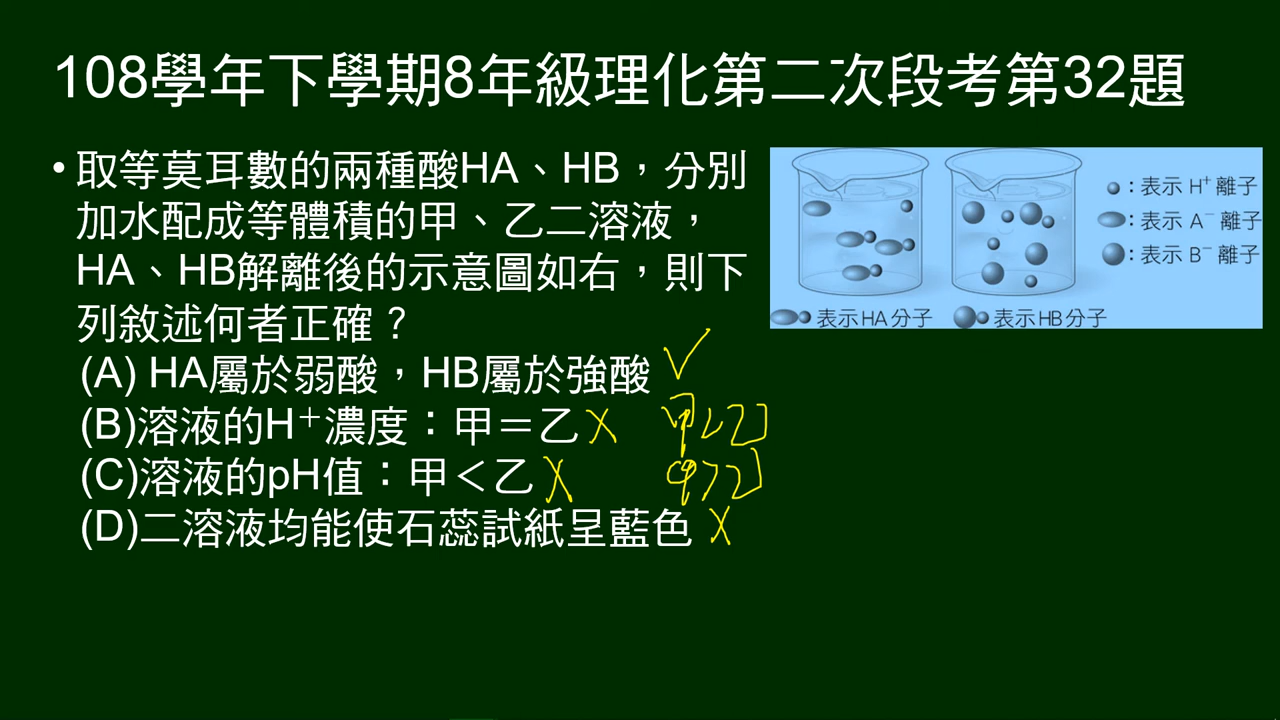 108學年下學期8年級理化第二次段考第32題
• 取等莫耳數的兩種酸HA、HB，分別
加水配成等體積的甲、乙二溶液，
HA、HB解離後的示意圖如右，則下
列敘述何者正確？
(A) HA屬於弱酸，HB屬於強酸 ✓
(B)溶液的H⁺濃度：甲＝乙 X 甲<乙
(C)溶液的pH值：甲＜乙 X 甲>乙
(D)二溶液均能使石蕊試紙呈藍色 X
：表示 H⁺ 離子
：表示 A⁻ 離子
：表示 B⁻ 離子
表示HA分子
表示HB分子